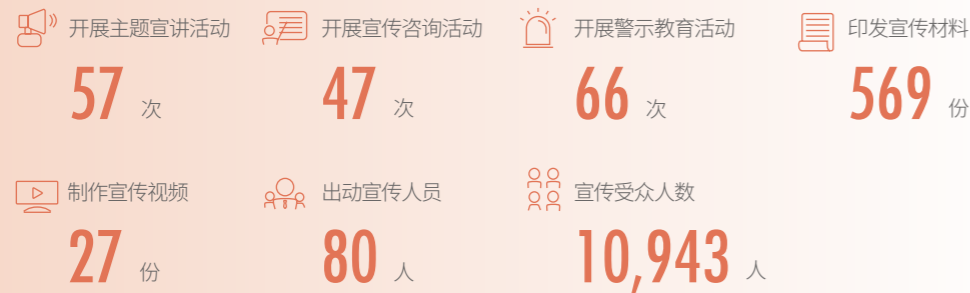 开展主题宣讲活动 开展宣传咨询活动 开展警示教育活动 印发宣传材料
57 次 47 次 66 次 569 份
制作宣传视频 出动宣传人员 宣传受众人数
27 份 80 人 10,943 人